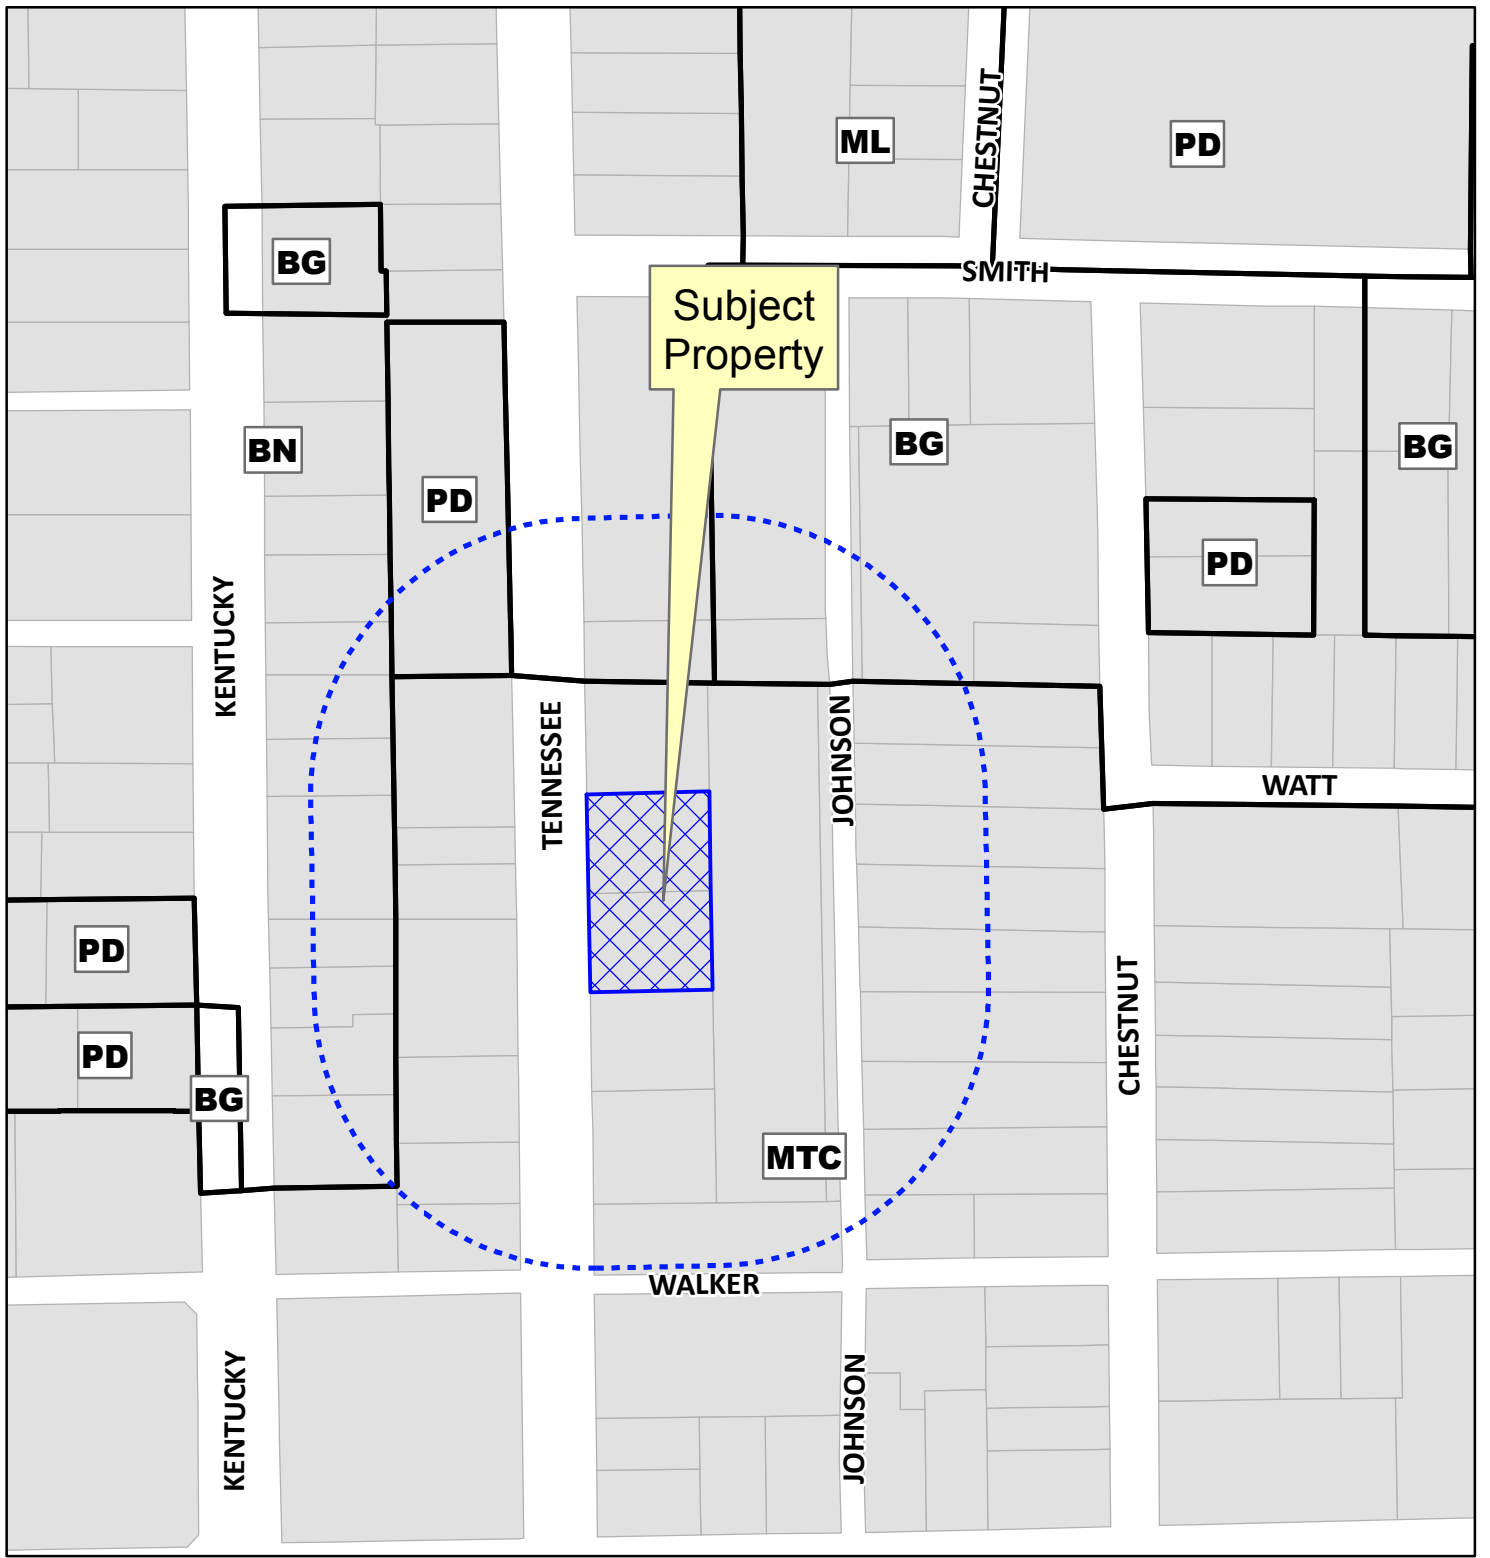 CHESTNUT
ML
PD
BG
SMITH
Subject
Property
BN
BG
BG
PD
PD
KENTUCKY
TENNESSEE
JOHNSON
WATT
PD
CHESTNUT
PD
BG
MTC
WALKER
KENTUCKY
JOHNSON